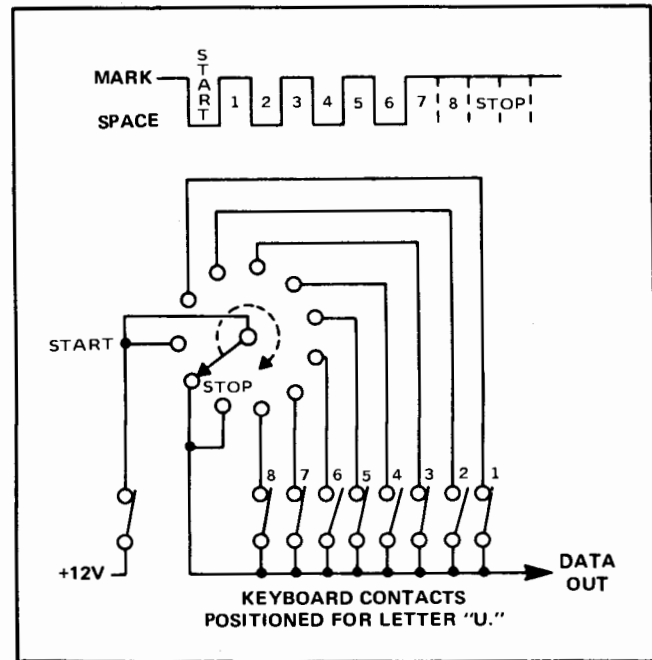 START
MARK
1 2 3 4 5 6 7 8 STOP
SPACE
START
STOP
8 7 6 5 4 3 2 1
+12V
DATA
OUT
KEYBOARD CONTACTS
POSITIONED FOR LETTER "U."